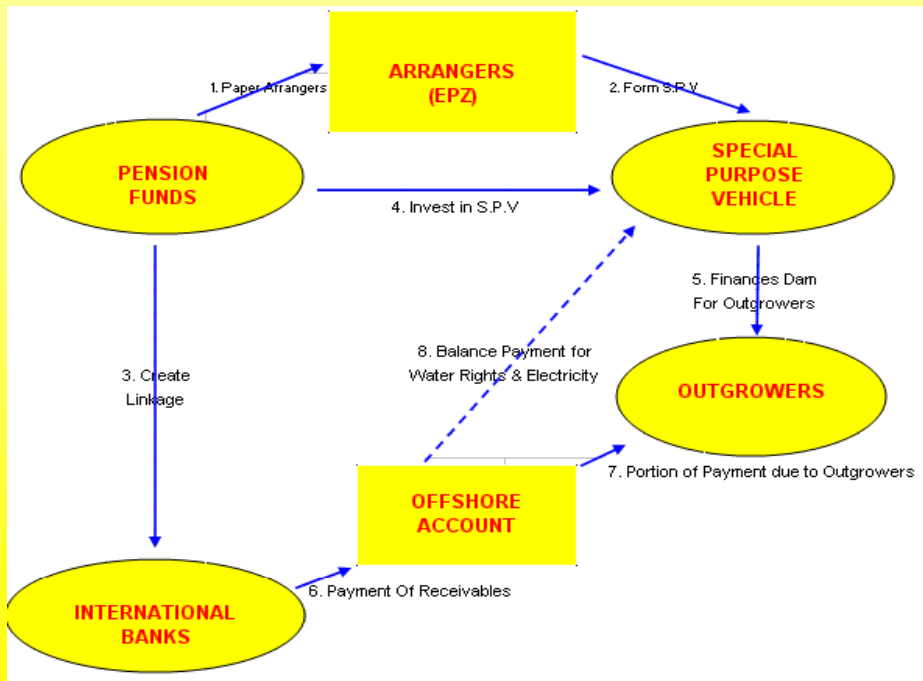 ARRANGERS
(EPZ)
1. Paper Arrangers
2. Form S.P.V
PENSION
FUNDS
SPECIAL
PURPOSE
VEHICLE
4. Invest in S.P.V
5. Finances Dam
For Outgrowers
8. Balance Payment for
Water Rights & Electricity
3. Create
Linkage
OUTGROWERS
7. Portion of Payment due to Outgrowers
OFFSHORE
ACCOUNT
6. Payment Of Receivables
INTERNATIONAL
BANKS